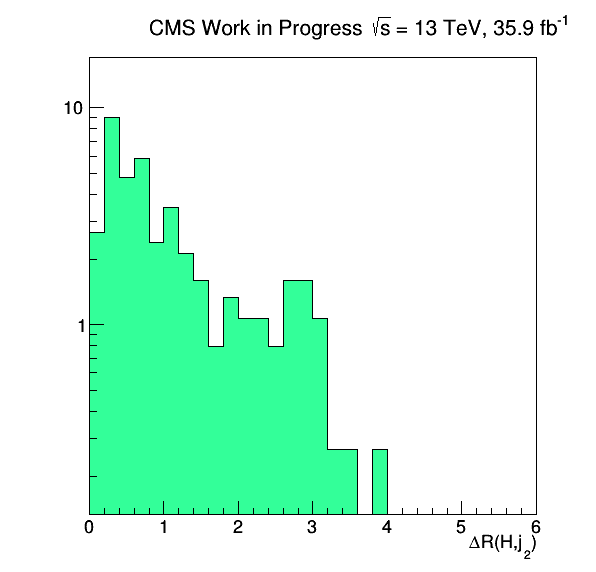 CMS Work in Progress √s = 13 TeV, 35.9 fb⁻¹
10
1
0 1 2 3 4 5 6
ΔR(H,j₂)